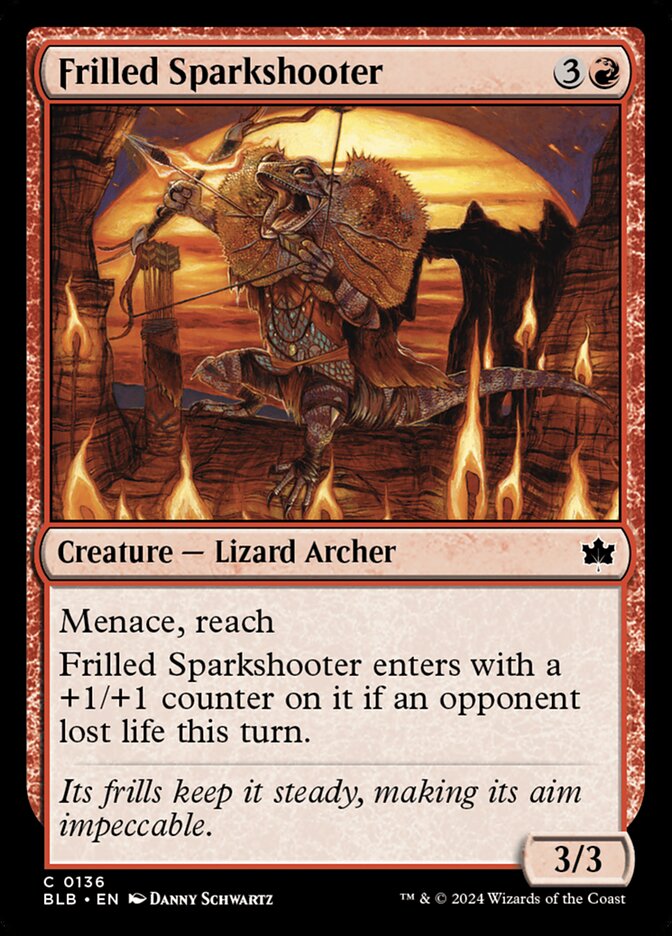 Frilled Sparkshooter 3
Creature — Lizard Archer
Menace, reach
Frilled Sparkshooter enters with a
+1/+1 counter on it if an opponent
lost life this turn.
Its frills keep it steady, making its aim
impeccable.
3/3
C 0136
BLB • EN Danny Schwartz
™ & © 2024 Wizards of the Coast